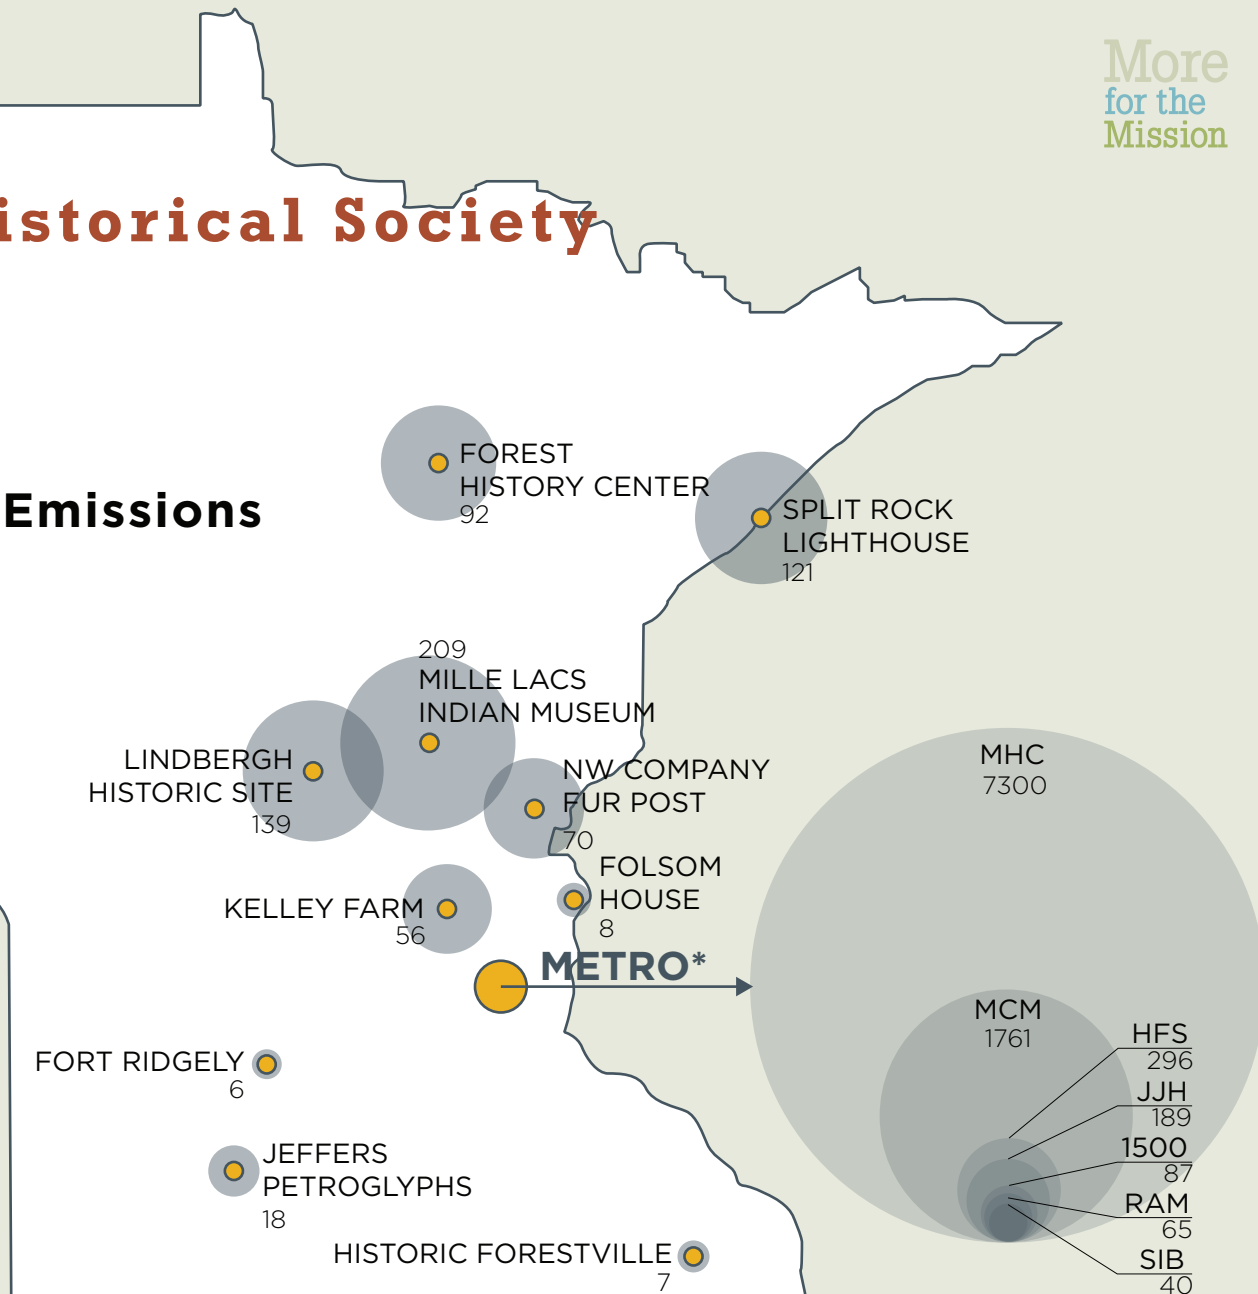 More
for the
Mission
istorical Society
Emissions
FOREST
HISTORY CENTER
92
SPLIT ROCK
LIGHTHOUSE
121
209
MILLE LACS
INDIAN MUSEUM
LINDBERGH
HISTORIC SITE
139
NW COMPANY
FUR POST
70
MHC
7300
FOLSOM
HOUSE
8
KELLEY FARM
56
METRO*
MCM
1761
HFS
296
JJH
189
1500
87
RAM
65
SIB
40
FORT RIDGELY
6
JEFFERS
PETROGLYPHS
18
HISTORIC FORESTVILLE
7